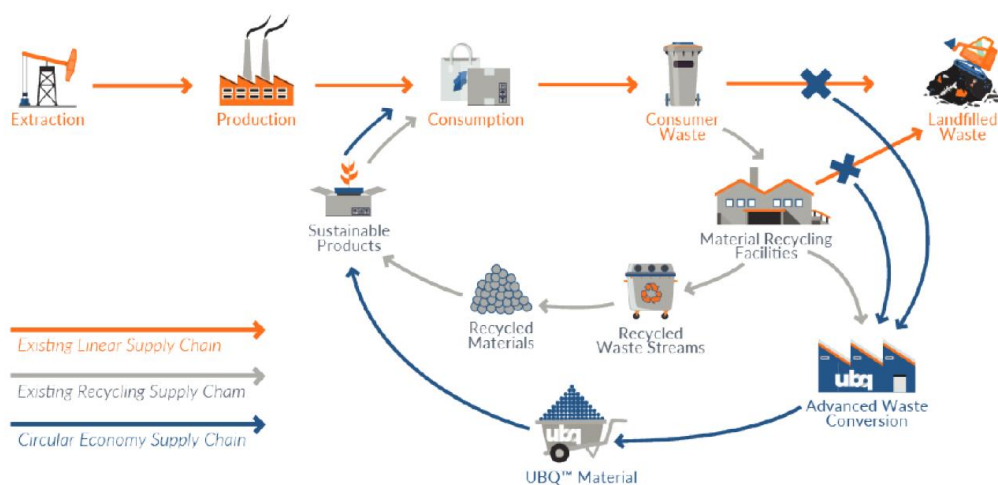 Extraction
Production
Consumption
Consumer
Waste
Landfilled
Waste
Sustainable
Products
Material Recycling
Facilities
Recycled
Materials
Recycled
Waste Streams
Existing Linear Supply Chain
Existing Recycling Supply Cham
Circular Economy Supply Chain
ubq
Advanced Waste
Conversion
ubq
UBQ™ Material